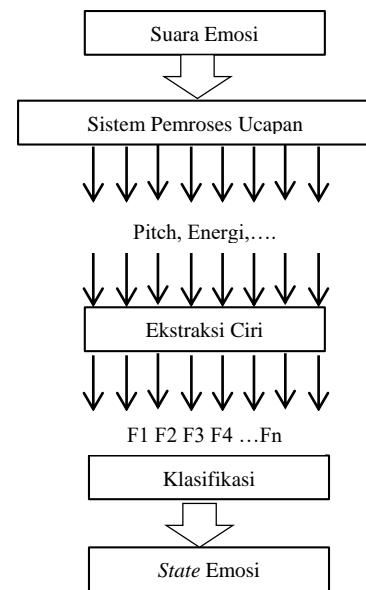 Suara Emosi
Sistem Pemroses Ucapan
Pitch, Energi,….
Ekstraksi Ciri
F1 F2 F3 F4 …Fn
Klasifikasi
State Emosi